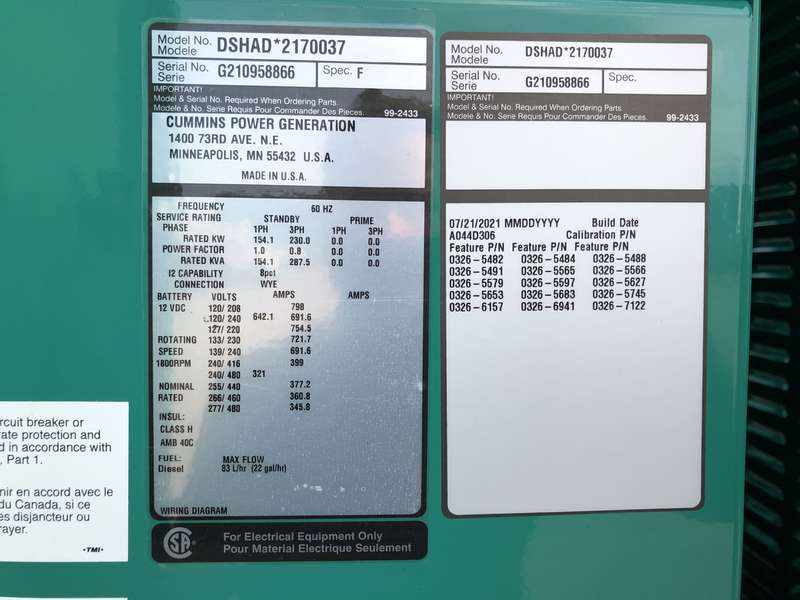 Model No. DSHAD*2170037
Modele
Serial No. G210958866 Spec. F
Serie
IMPORTANT!
Model & Serial No. Required When Ordering Parts.
Modele & No. Serie Requis Pour Commander Des Pieces. 99-2433
CUMMINS POWER GENERATION
1400 73RD AVE. N.E.
MINNEAPOLIS, MN 55432 U.S.A.
MADE IN U.S.A.
FREQUENCY 60 HZ
SERVICE RATING STANDBY PRIME
PHASE 1PH 3PH 1PH 3PH
RATED KW 154.1 230.0 0.0 0.0
POWER FACTOR 1.0 0.8 0.0 0.0
RATED KVA 154.1 287.5 0.0 0.0
I2 CAPABILITY 8pct
CONNECTION WYE
BATTERY VOLTS AMPS AMPS
12 VDC 120/ 208 798
120/ 240 642.1 691.6
127/ 220 754.5
ROTATING 133/ 230 721.7
SPEED 139/ 240 691.6
1800RPM 240/ 416 399
240/ 480 321
NOMINAL 255/ 440 377.2
RATED 266/ 460 360.8
277/ 480 345.8
INSUL:
CLASS H
AMB 40C
FUEL: MAX FLOW
Diesel 83 L/hr (22 gal/hr)
WIRING DIAGRAM
For Electrical Equipment Only
Pour Material Electrique Seulement
Model No. DSHAD*2170037
Modele
Serial No. G210958866 Spec.
Serie
IMPORTANT!
Model & Serial No. Required When Ordering Parts.
Modele & No. Serie Requis Pour Commander Des Pieces. 99-2433
07/21/2021 MMDDYYYY Build Date
A044D306 Calibration P/N
Feature P/N Feature P/N Feature P/N
0326-5482 0326-5484 0326-5488
0326-5491 0326-5565 0326-5566
0326-5579 0326-5597 0326-5627
0326-5653 0326-5683 0326-5745
0326-6157 0326-6941 0326-7122
rcuit breaker or
rate protection and
d in accordance with
, Part 1.
nir en accord avec le
du Canada, si ce
es disjoncteur ou
rayer.
-TMI-